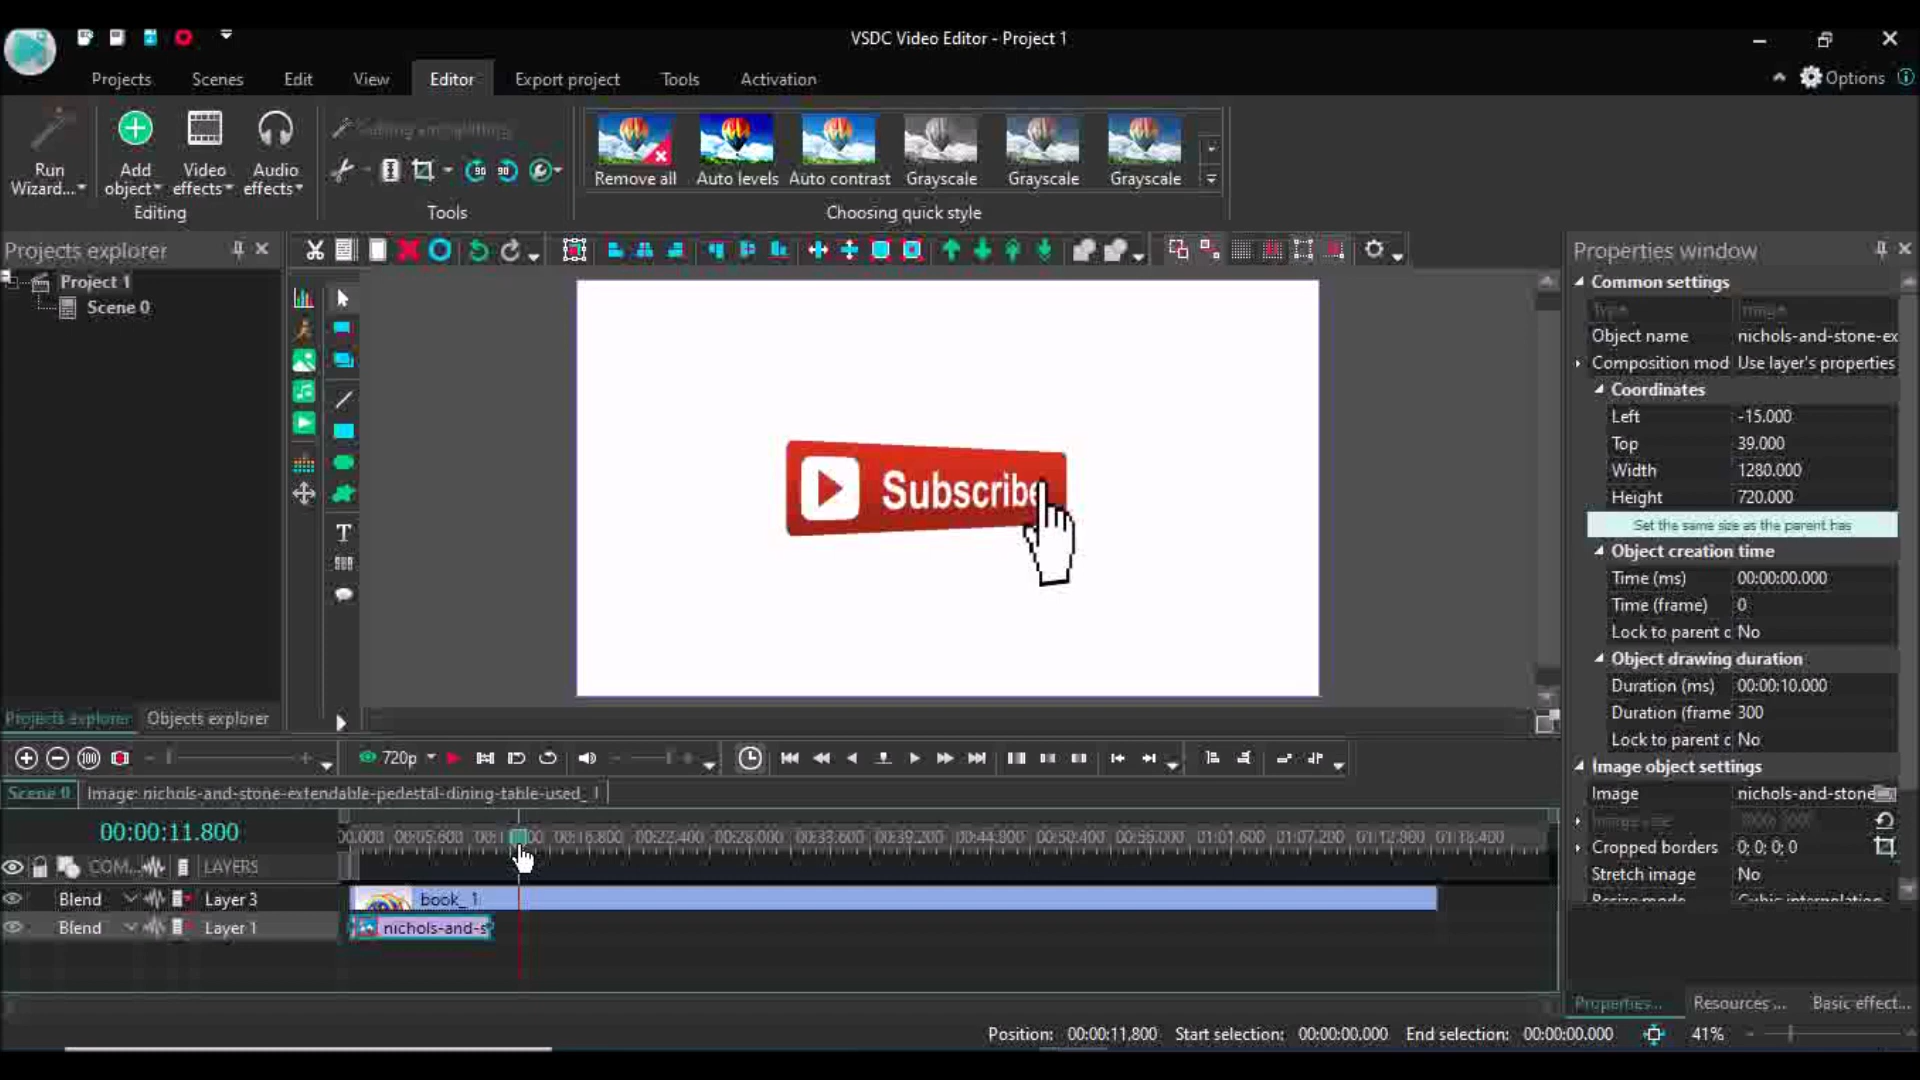 VSDC Video Editor - Project 1
Projects Scenes Edit View Editor Export project Tools Activation
Options
Run Wizard... Add object Video effects Audio effects
Editing
Tools
Remove all Auto levels Auto contrast Grayscale Grayscale Grayscale
Choosing quick style
Projects explorer
Project 1
Scene 0
Projects explorer Objects explorer
Subscribe
Properties window
Common settings
Type Image
Object name nichols-and-stone-ex
Composition mod Use layer's properties
Coordinates
Left -15.000
Top 39.000
Width 1280.000
Height 720.000
Set the same size as the parent has
Object creation time
Time (ms) 00:00:00.000
Time (frame) 0
Lock to parent c No
Object drawing duration
Duration (ms) 00:00:10.000
Duration (frame 300
Lock to parent c No
Image object settings
Image nichols-and-stone
Cropped borders 0; 0; 0; 0
Stretch image No
Resize mode Cubic interpolation
Properties... Resources ... Basic effect...
720p
Scene 0 Image: nichols-and-stone-extendable-pedestal-dining-table-used_1
00:00:11.800
00:05.600 00:16.800 00:22.400 00:28.000 00:33.600 00:39.200 00:44.800 00:50.400 00:56.000 01:01.600 01:07.200 01:12.800 01:18.400
COM... LAYERS
Blend Layer 3 book_1
Blend Layer 1 nichols-and-s
Position: 00:00:11.800 Start selection: 00:00:00.000 End selection: 00:00:00.000 41%